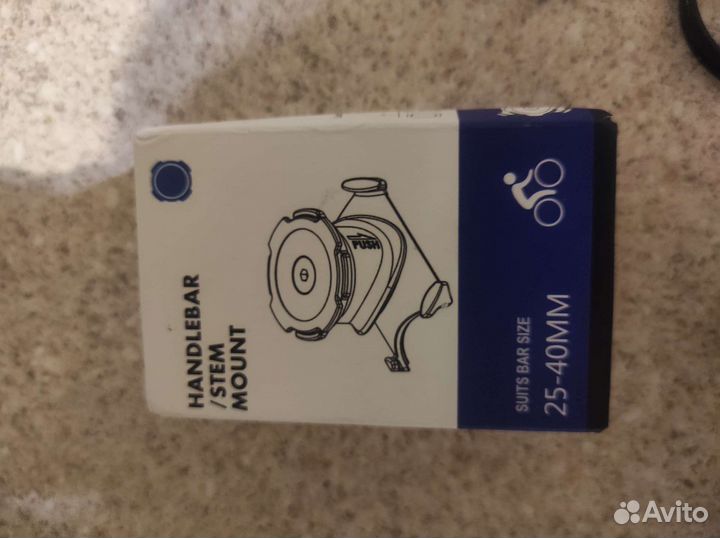 HANDLEBAR
/STEM
MOUNT
PUSH
SUITS BAR SIZE
25-40MM
Avito